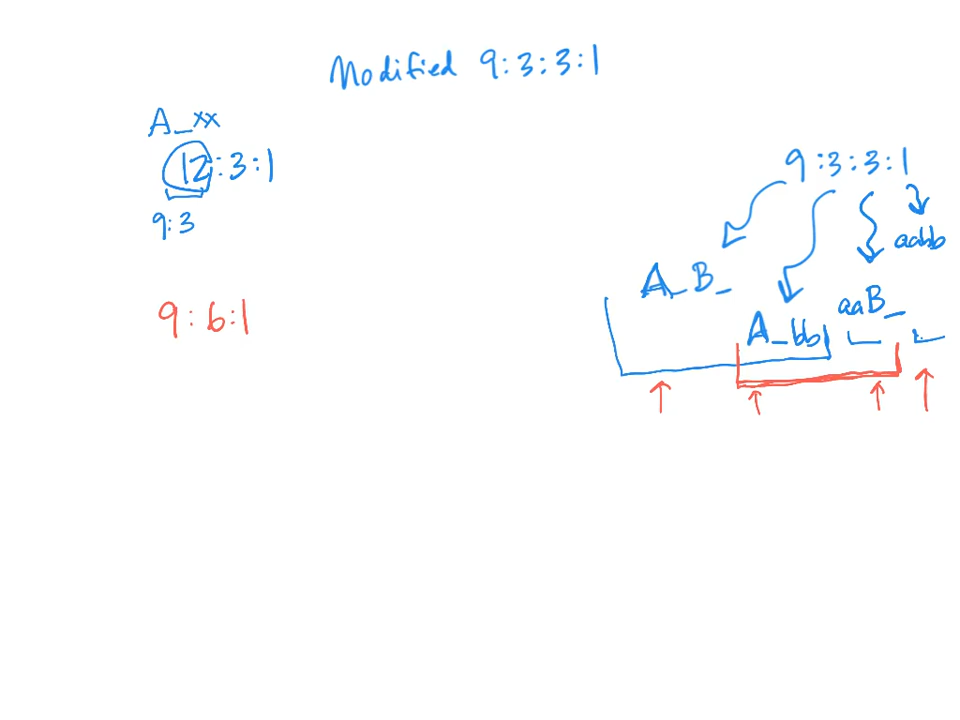 Modified 9:3:3:1
A_xx
12:3:1
9:3
9:6:1
9:3:3:1
aabb
A_B_
aaB_
A_bb